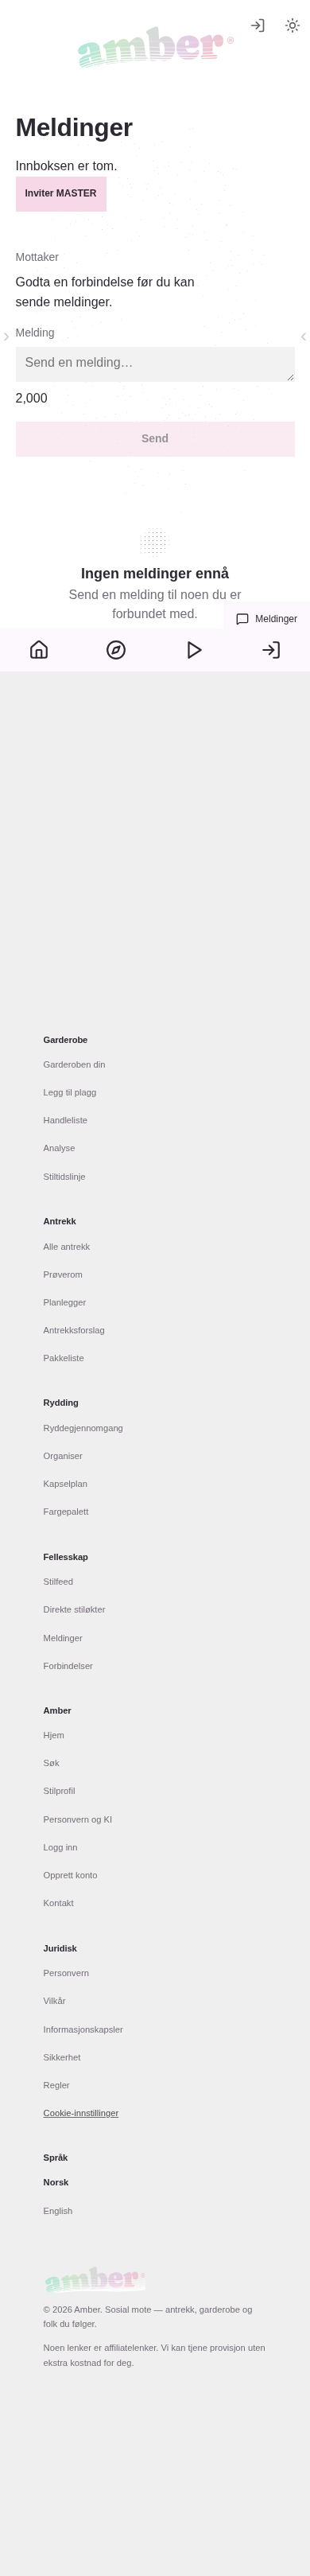 amber®
Meldinger
Innboksen er tom.
Inviter MASTER
Mottaker
Godta en forbindelse før du kan
sende meldinger.
Melding
Send en melding…
2,000
Send
Ingen meldinger ennå
Send en melding til noen du er
forbundet med.
Meldinger
Garderobe
Garderoben din
Legg til plagg
Handleliste
Analyse
Stiltidslinje
Antrekk
Alle antrekk
Prøverom
Planlegger
Antrekksforslag
Pakkeliste
Rydding
Ryddegjennomgang
Organiser
Kapselplan
Fargepalett
Fellesskap
Stilfeed
Direkte stiløkter
Meldinger
Forbindelser
Amber
Hjem
Søk
Stilprofil
Personvern og KI
Logg inn
Opprett konto
Kontakt
Juridisk
Personvern
Vilkår
Informasjonskapsler
Sikkerhet
Regler
Cookie-innstillinger
Språk
Norsk
English
amber®
© 2026 Amber. Sosial mote — antrekk, garderobe og
folk du følger.
Noen lenker er affiliatelenker. Vi kan tjene provisjon uten
ekstra kostnad for deg.